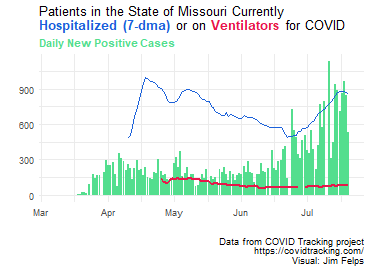 Patients in the State of Missouri Currently
Hospitalized (7-dma) or on Ventilators for COVID
Daily New Positive Cases
900
600
300
0
Mar Apr May Jun Jul
Data from COVID Tracking project
https://covidtracking.com/
Visual: Jim Felps